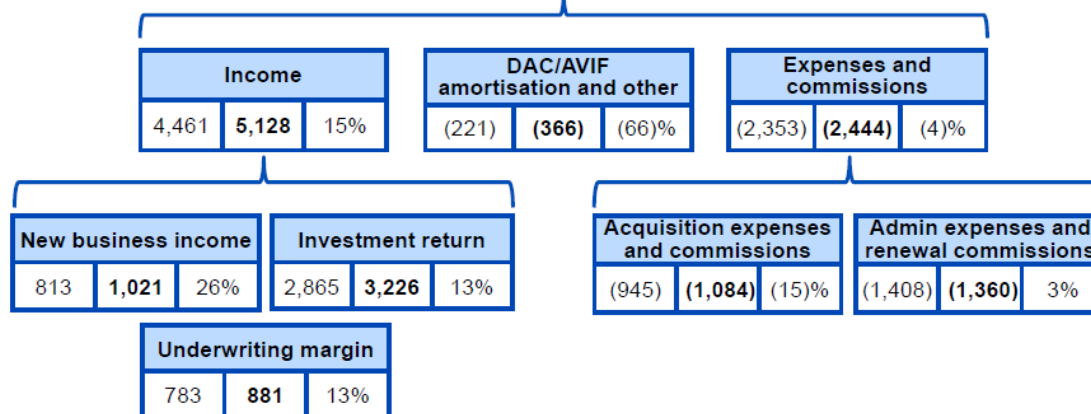 Income
4,461 5,128 15%
DAC/AVIF
amortisation and other
(221) (366) (66)%
Expenses and
commissions
(2,353) (2,444) (4)%
New business income
813 1,021 26%
Investment return
2,865 3,226 13%
Underwriting margin
783 881 13%
Acquisition expenses
and commissions
(945) (1,084) (15)%
Admin expenses and
renewal commissions
(1,408) (1,360) 3%